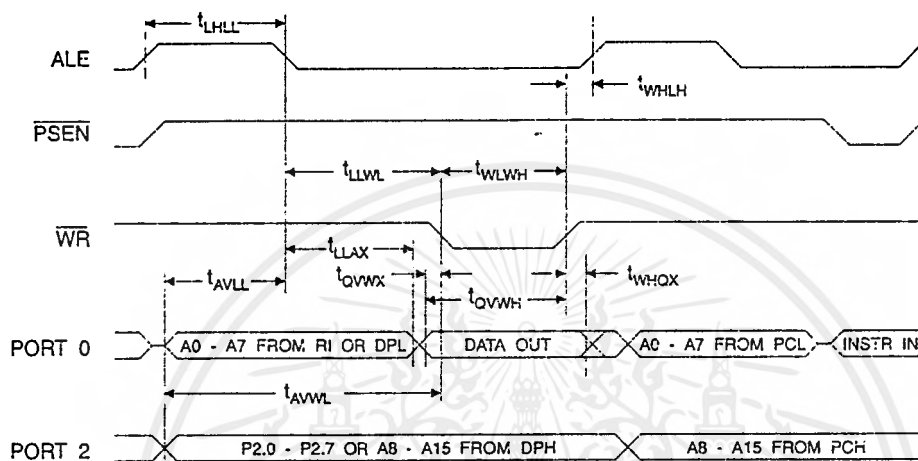 tLHLL
ALE
tWHLH
PSEN
tLLWL
tWLWH
WR
tLLAX
tAVLL
tQVWX
tWHQX
tQVWH
PORT 0
A0 - A7 FROM RI OR DPL
DATA OUT
A0 - A7 FROM PCL
INSTR IN
tAVWL
PORT 2
P2.0 - P2.7 OR A8 - A15 FROM DPH
A8 - A15 FROM PCH